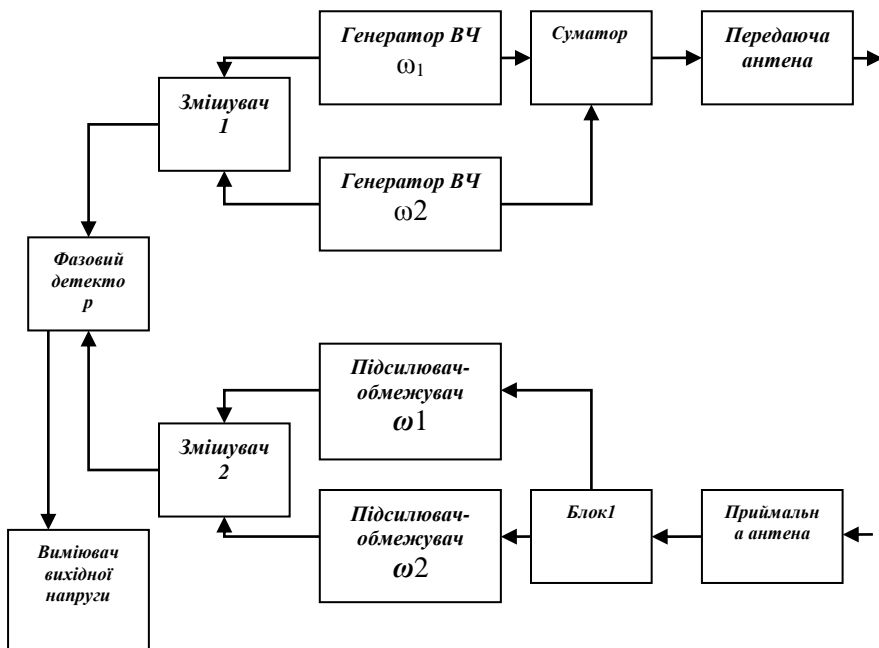 Генератор ВЧ
ω₁
Суматор
Передаюча
антена
Змішувач
1
Генератор ВЧ
ω2
Фазовий
детекто
р
Підсилювач-
обмежувач
ω1
Змішувач
2
Підсилювач-
обмежувач
ω2
Блок1
Приймальн
а антена
Виміювач
вихідної
напруги